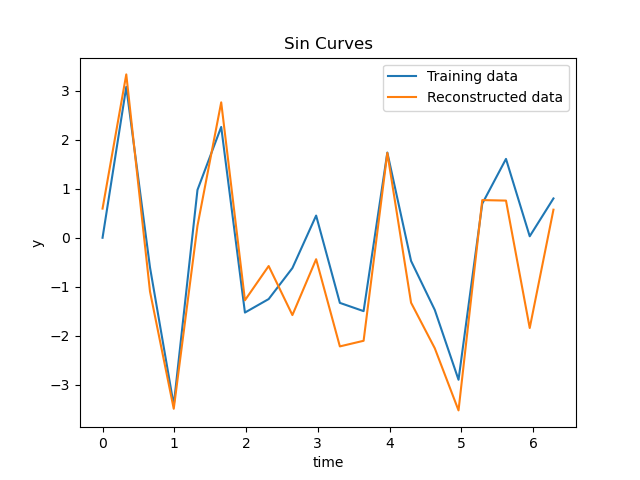 Sin Curves
Training data
Reconstructed data
3
2
1
0
−1
−2
−3
y
0 1 2 3 4 5 6
time